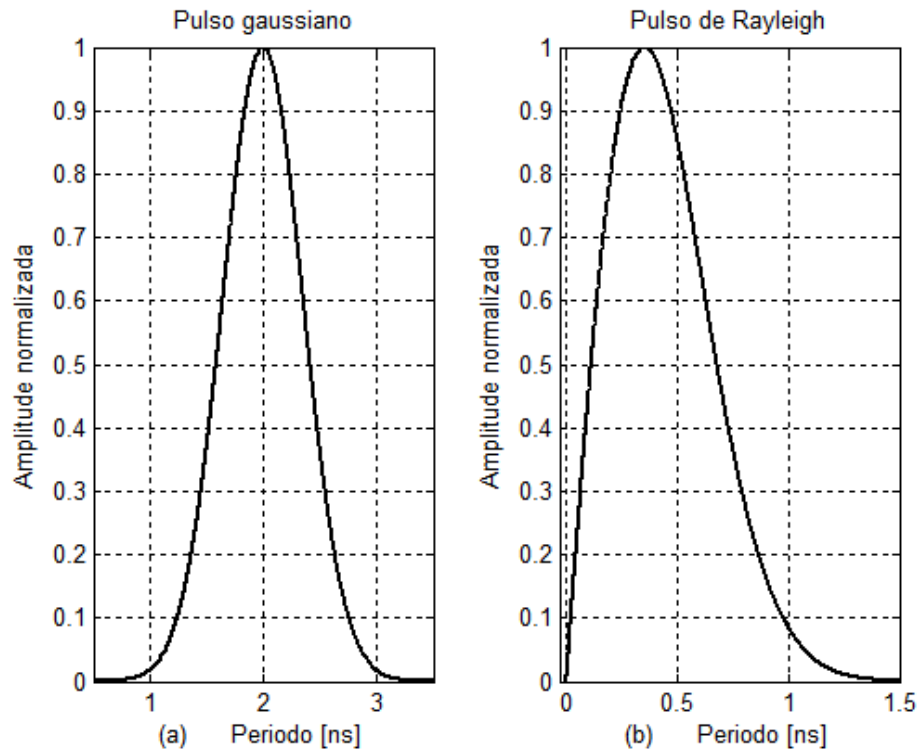 Pulso gaussiano
1
0.9
0.8
0.7
0.6
0.5
0.4
0.3
0.2
0.1
0
Amplitude normalizada
1 2 3
(a) Periodo [ns]
Pulso de Rayleigh
1
0.9
0.8
0.7
0.6
0.5
0.4
0.3
0.2
0.1
0
Amplitude normalizada
0 0.5 1 1.5
(b) Periodo [ns]